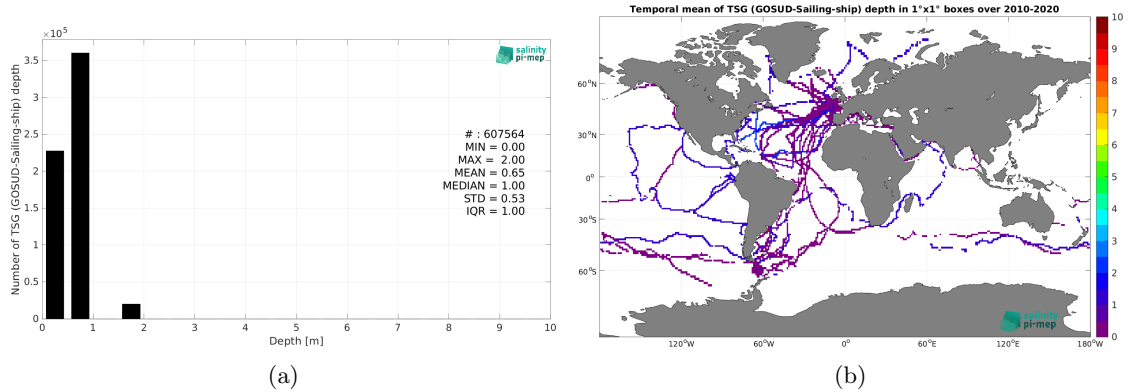 Number of TSG (GOSUD-Sailing-ship) depth
×10⁵
3.5
3
2.5
2
1.5
1
0.5
0
0 1 2 3 4 5 6 7 8 9 10
Depth [m]
salinity
pi-mep
# : 607564
MIN = 0.00
MAX = 2.00
MEAN = 0.65
MEDIAN = 1.00
STD = 0.53
IQR = 1.00
(a)
Temporal mean of TSG (GOSUD-Sailing-ship) depth in 1°x1° boxes over 2010-2020
60°N
30°N
0°
30°S
60°S
120°W 60°W 0° 60°E 120°E 180°W
salinity
pi-mep
10
9
8
7
6
5
4
3
2
1
0
(b)